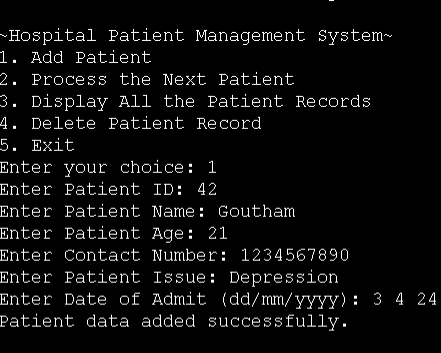 ~Hospital Patient Management System~
1. Add Patient
2. Process the Next Patient
3. Display All the Patient Records
4. Delete Patient Record
5. Exit
Enter your choice: 1
Enter Patient ID: 42
Enter Patient Name: Goutham
Enter Patient Age: 21
Enter Contact Number: 1234567890
Enter Patient Issue: Depression
Enter Date of Admit (dd/mm/yyyy): 3 4 24
Patient data added successfully.